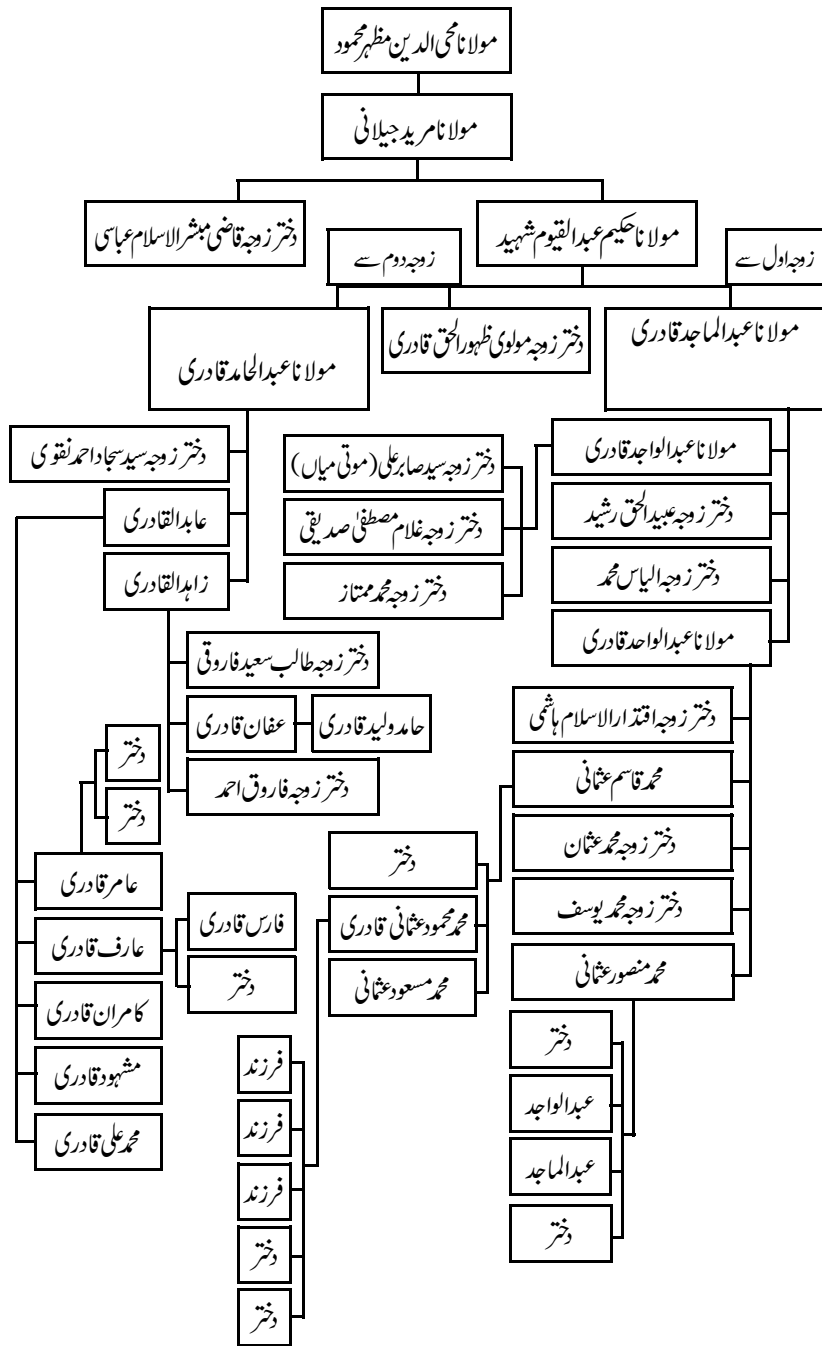 مولانا محی الدین مظہر محمود
مولانا مرید جیلانی
مولانا حکیم عبدالقیوم شہید
دختر زوجہ قاضی مبشر الاسلام عباسی
زوجہ اول سے
زوجہ دوم سے
مولانا عبدالماجد قادری
دختر زوجہ مولوی ظہور الحق قادری
مولانا عبدالحامد قادری
مولانا عبدالواجد قادری
دختر زوجہ عبیدالحق رشید
دختر زوجہ الیاس محمد
مولانا عبدالواحد قادری
دختر زوجہ سید صابر علی (موتی میاں)
دختر زوجہ غلام مصطفیٰ صدیقی
دختر زوجہ محمد ممتاز
دختر زوجہ سید سجاد احمد نقوی
عابد القادری
زاہد القادری
دختر زوجہ طالب سعید فاروقی
عفان قادری
حامد ولید قادری
دختر زوجہ فاروق احمد
دختر زوجہ اقتدار الاسلام ہاشمی
محمد قاسم عثمانی
دختر زوجہ محمد عثمان
دختر زوجہ محمد یوسف
محمد منصور عثمانی
دختر
محمد محمود عثمانی قادری
محمد مسعود عثمانی
دختر
دختر
عامر قادری
عارف قادری
کامران قادری
مشہود قادری
محمد علی قادری
فارس قادری
دختر
دختر
عبدالواجد
عبدالماجد
دختر
فرزند
فرزند
فرزند
دختر
دختر